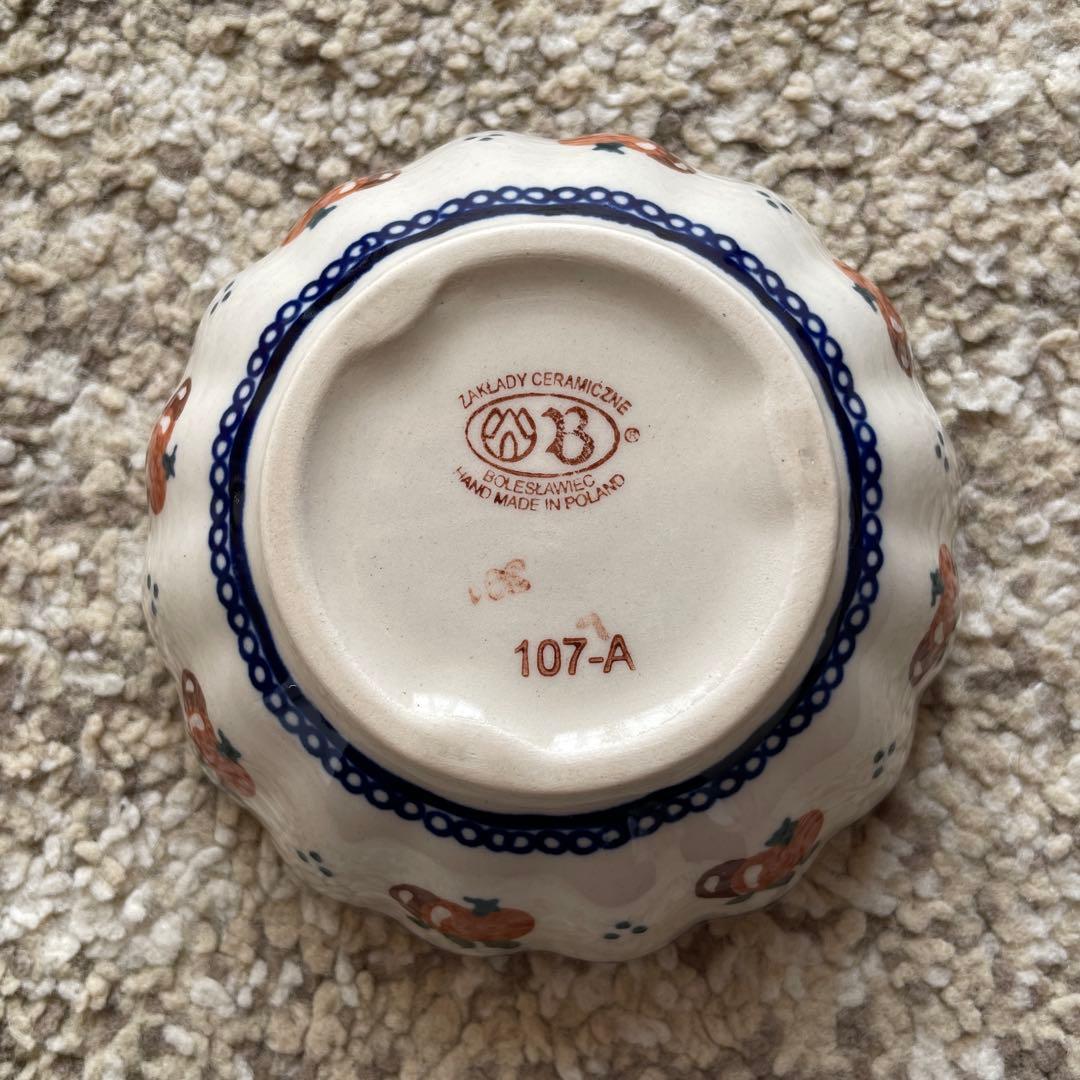 ZAKŁADY CERAMICZNE
B ®
BOLESŁAWIEC
HAND MADE IN POLAND
107-A